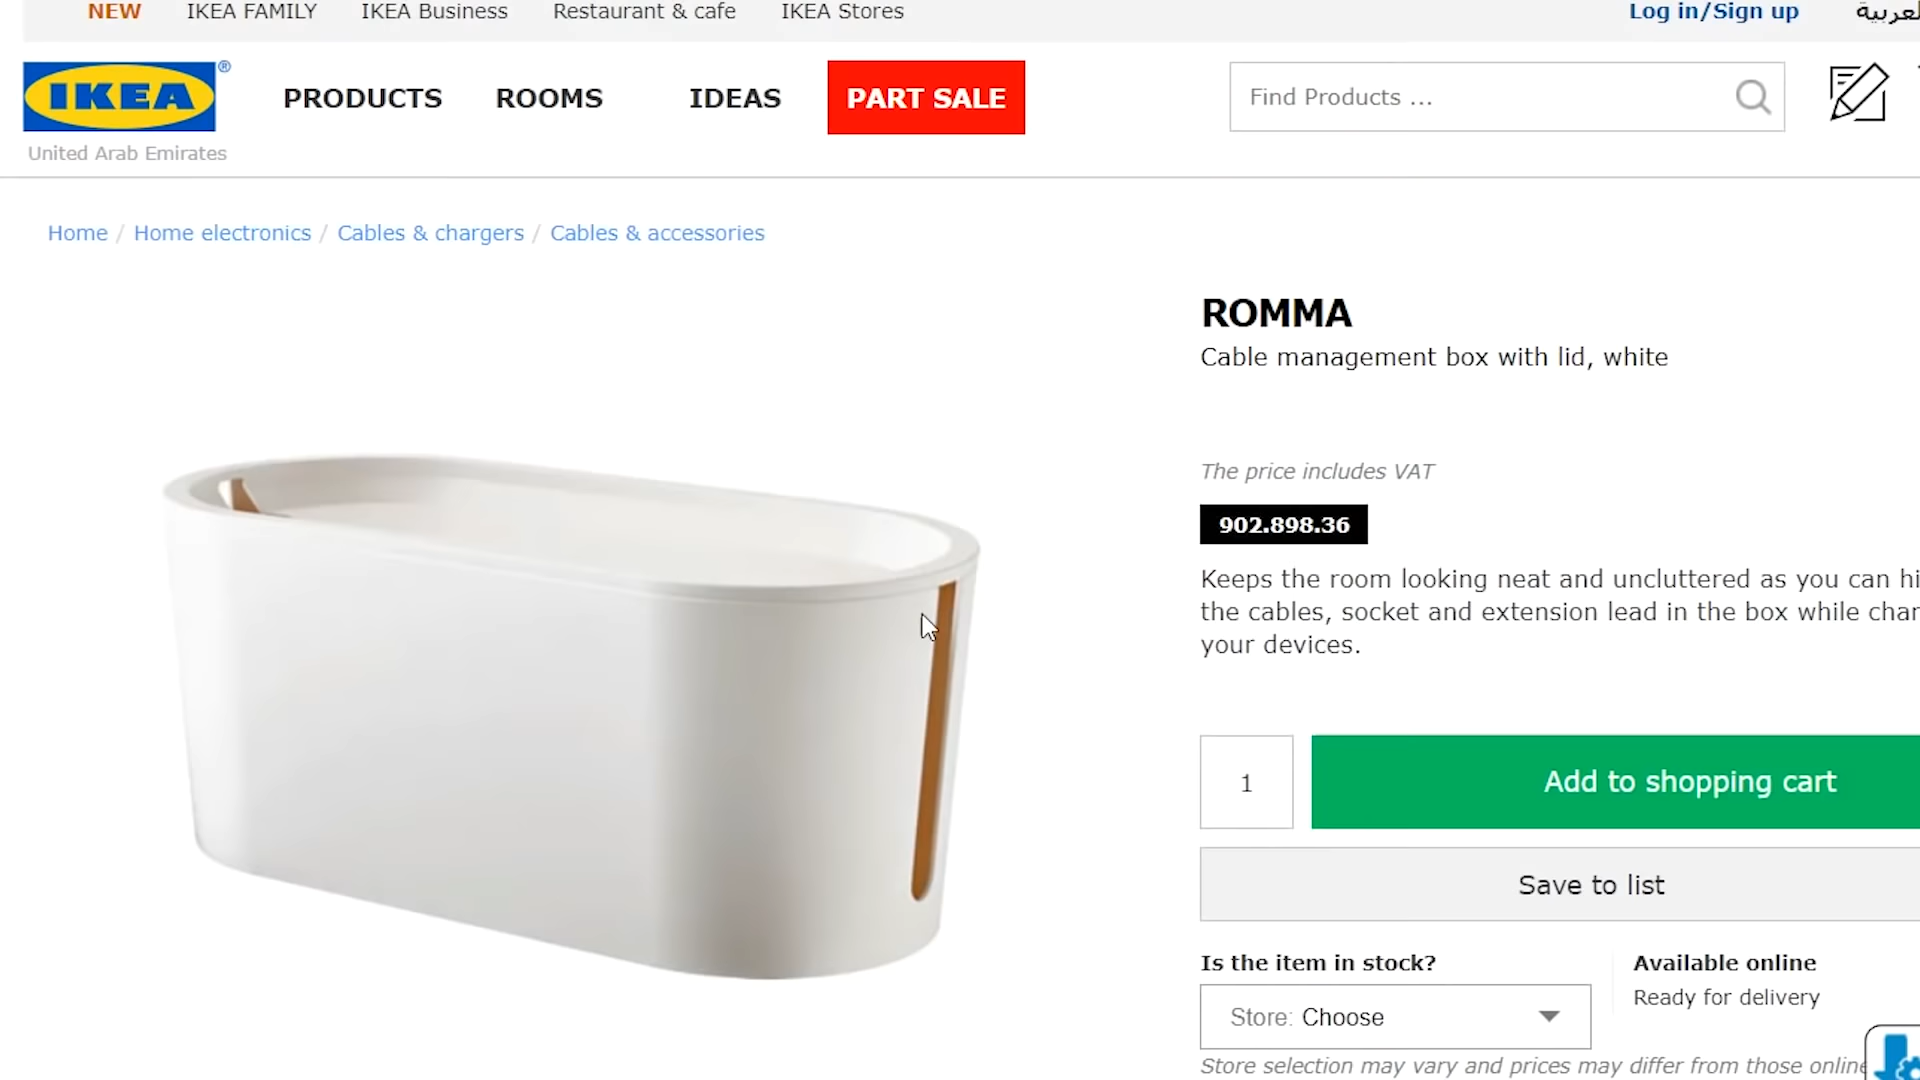 NEW IKEA FAMILY IKEA Business Restaurant & cafe IKEA Stores Log in/Sign up
IKEA®
United Arab Emirates
PRODUCTS ROOMS IDEAS PART SALE Find Products ...
Home / Home electronics / Cables & chargers / Cables & accessories
ROMMA
Cable management box with lid, white
The price includes VAT
902.898.36
Keeps the room looking neat and uncluttered as you can
the cables, socket and extension lead in the box while
your devices.
1 Add to shopping cart
Save to list
Is the item in stock? Available online
Store: Choose Ready for delivery
Store selection may vary and prices may differ from those online